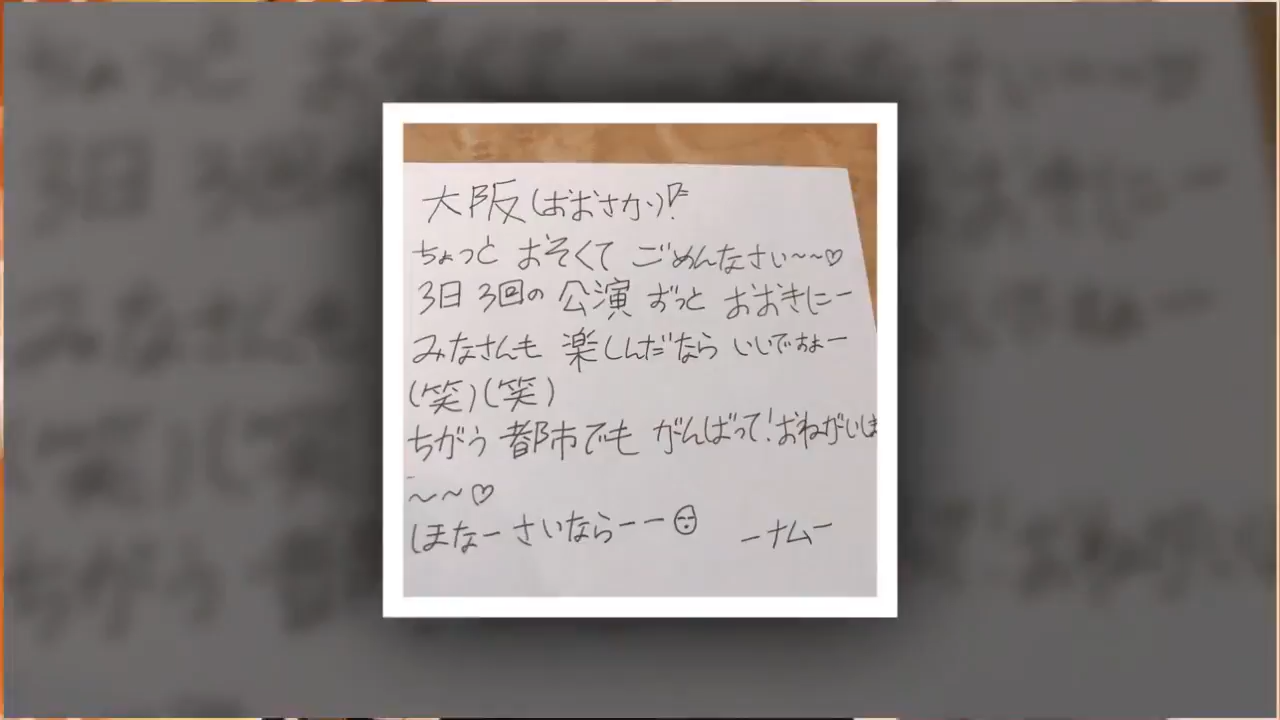 大阪(おおさか)!
ちょっと おそくて ごめんなさい~~♡
3日 3回の 公演 ずっと おおきにー
みなさんも 楽しんだなら いいですねー
(笑)(笑)
ちがう 都市でも がんばって!おねがいしま
~~♡
ほなーさいならーー
ーナムー